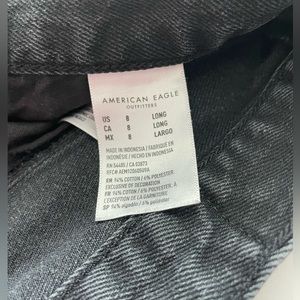 AMERICAN EAGLE
OUTFITTERS
US 8 LONG
CA 8 LONG
MX 8 LARGO
MADE IN INDONESIA / FABRIQUÉ EN
INDONÉSIE / HECHO EN INDONESIA
RN 54485 / CA 03873
EN 94% COTTON / 6% POLYESTER.
EXCLUSIVE OF DECORATION
FR 94% COTON / 6% POLYESTER, À
L'EXCEPTION DE LA GARNITURE
SP 94% algodón / 6% poliéster